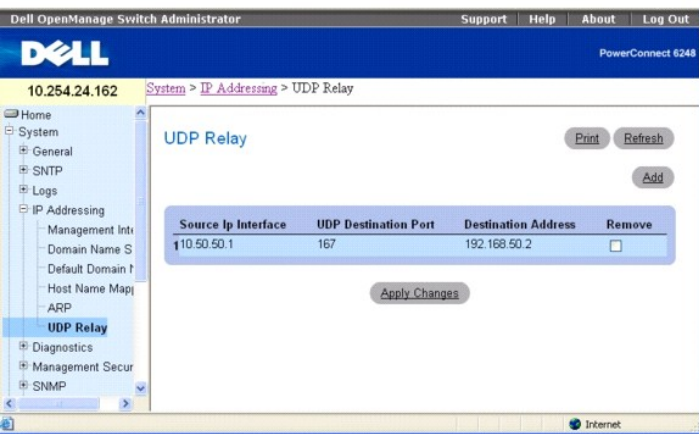 Dell OpenManage Switch Administrator Support Help About Log Out
DELL
PowerConnect 6248
10.254.24.162
System > IP Addressing > UDP Relay
Home
System
General
SNTP
Logs
IP Addressing
Management Inte
Domain Name S
Default Domain N
Host Name Mapp
ARP
UDP Relay
Diagnostics
Management Secur
SNMP
UDP Relay
Print Refresh
Add
Source Ip Interface UDP Destination Port Destination Address Remove
1 10.50.50.1 167 192.168.50.2
Apply Changes
Internet